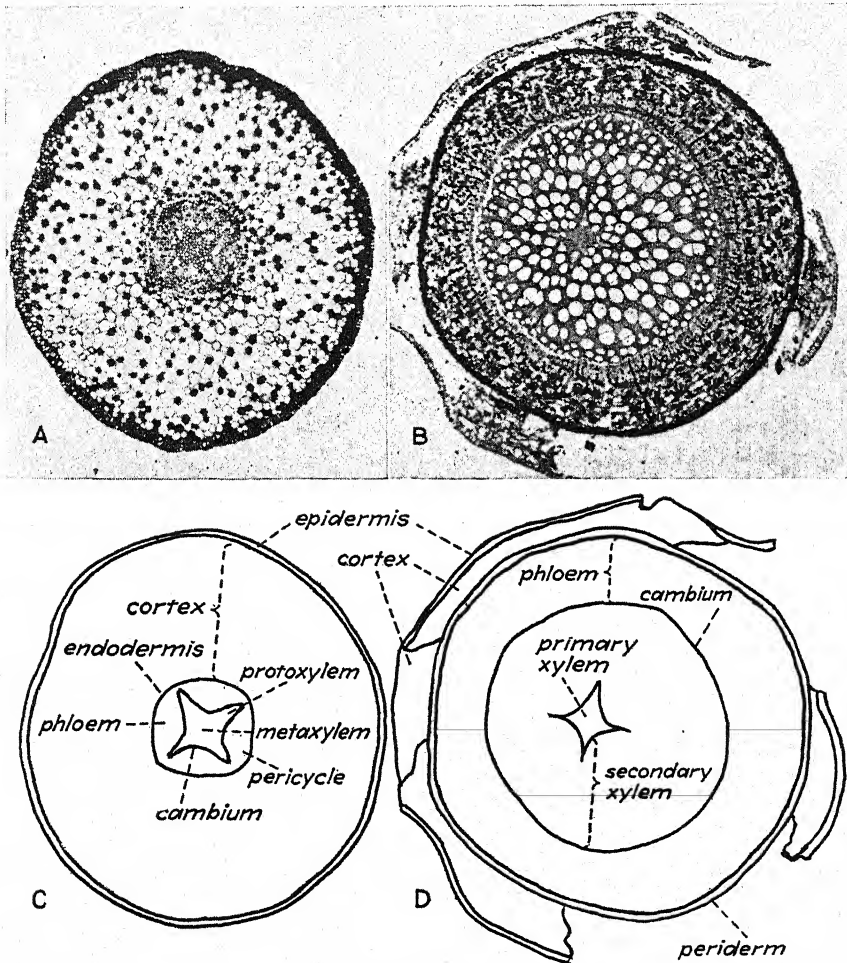 A
B
epidermis
cortex
cortex
phloem
cambium
endodermis
protoxylem
primary
xylem
phloem
metaxylem
pericycle
secondary
xylem
cambium
C
D
periderm